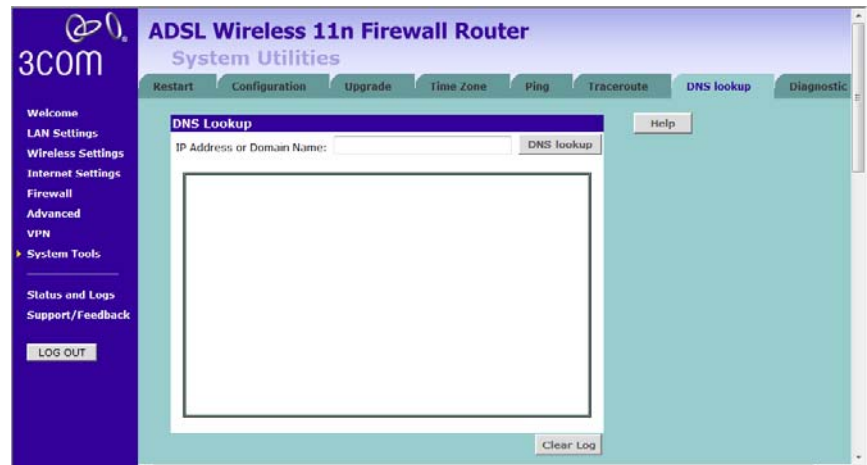 3COM
ADSL Wireless 11n Firewall Router
System Utilities
Restart Configuration Upgrade Time Zone Ping Traceroute DNS lookup Diagnostic
Welcome
LAN Settings
Wireless Settings
Internet Settings
Firewall
Advanced
VPN
System Tools
Status and Logs
Support/Feedback
LOG OUT
DNS Lookup
IP Address or Domain Name: DNS lookup
Help
Clear Log